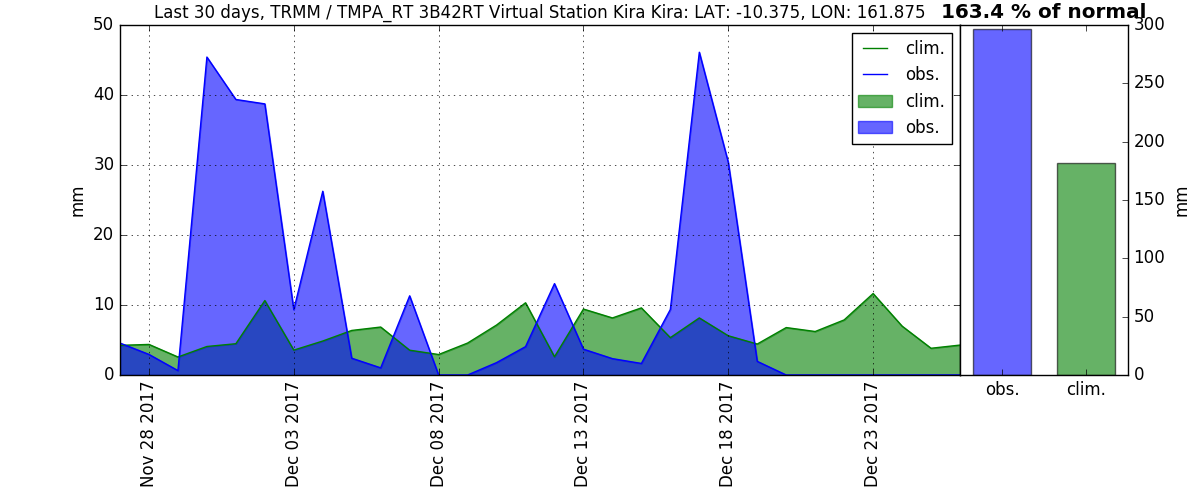 Last 30 days, TRMM / TMPA_RT 3B42RT Virtual Station Kira Kira: LAT: -10.375, LON: 161.875
163.4 % of normal
50
40
30
20
10
0
mm
clim.
obs.
clim.
obs.
Nov 28 2017
Dec 03 2017
Dec 08 2017
Dec 13 2017
Dec 18 2017
Dec 23 2017
300
250
200
150
100
50
0
mm
obs.
clim.